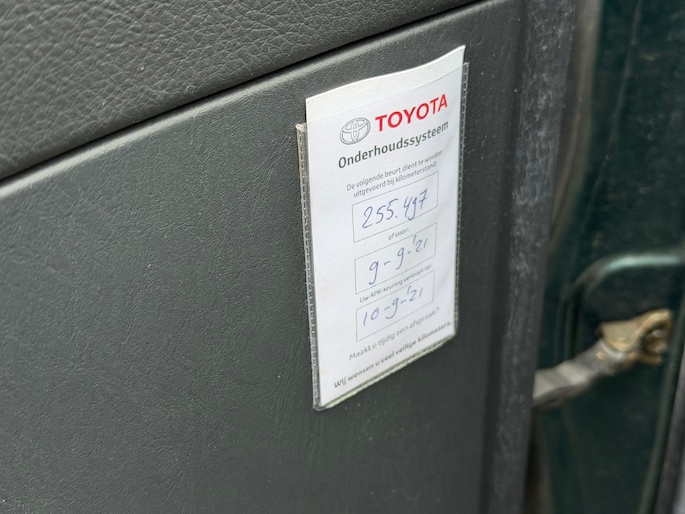 TOYOTA
Onderhoudssysteem
De volgende beurt dient te worden
uitgevoerd bij kilometerstand:
255.497
of voor:
9-9-'21
Uw APK-keuring verloopt op:
10-9-'21
Maakt u tijdig een afspraak?
Wij wensen u veel veilige kilometers.